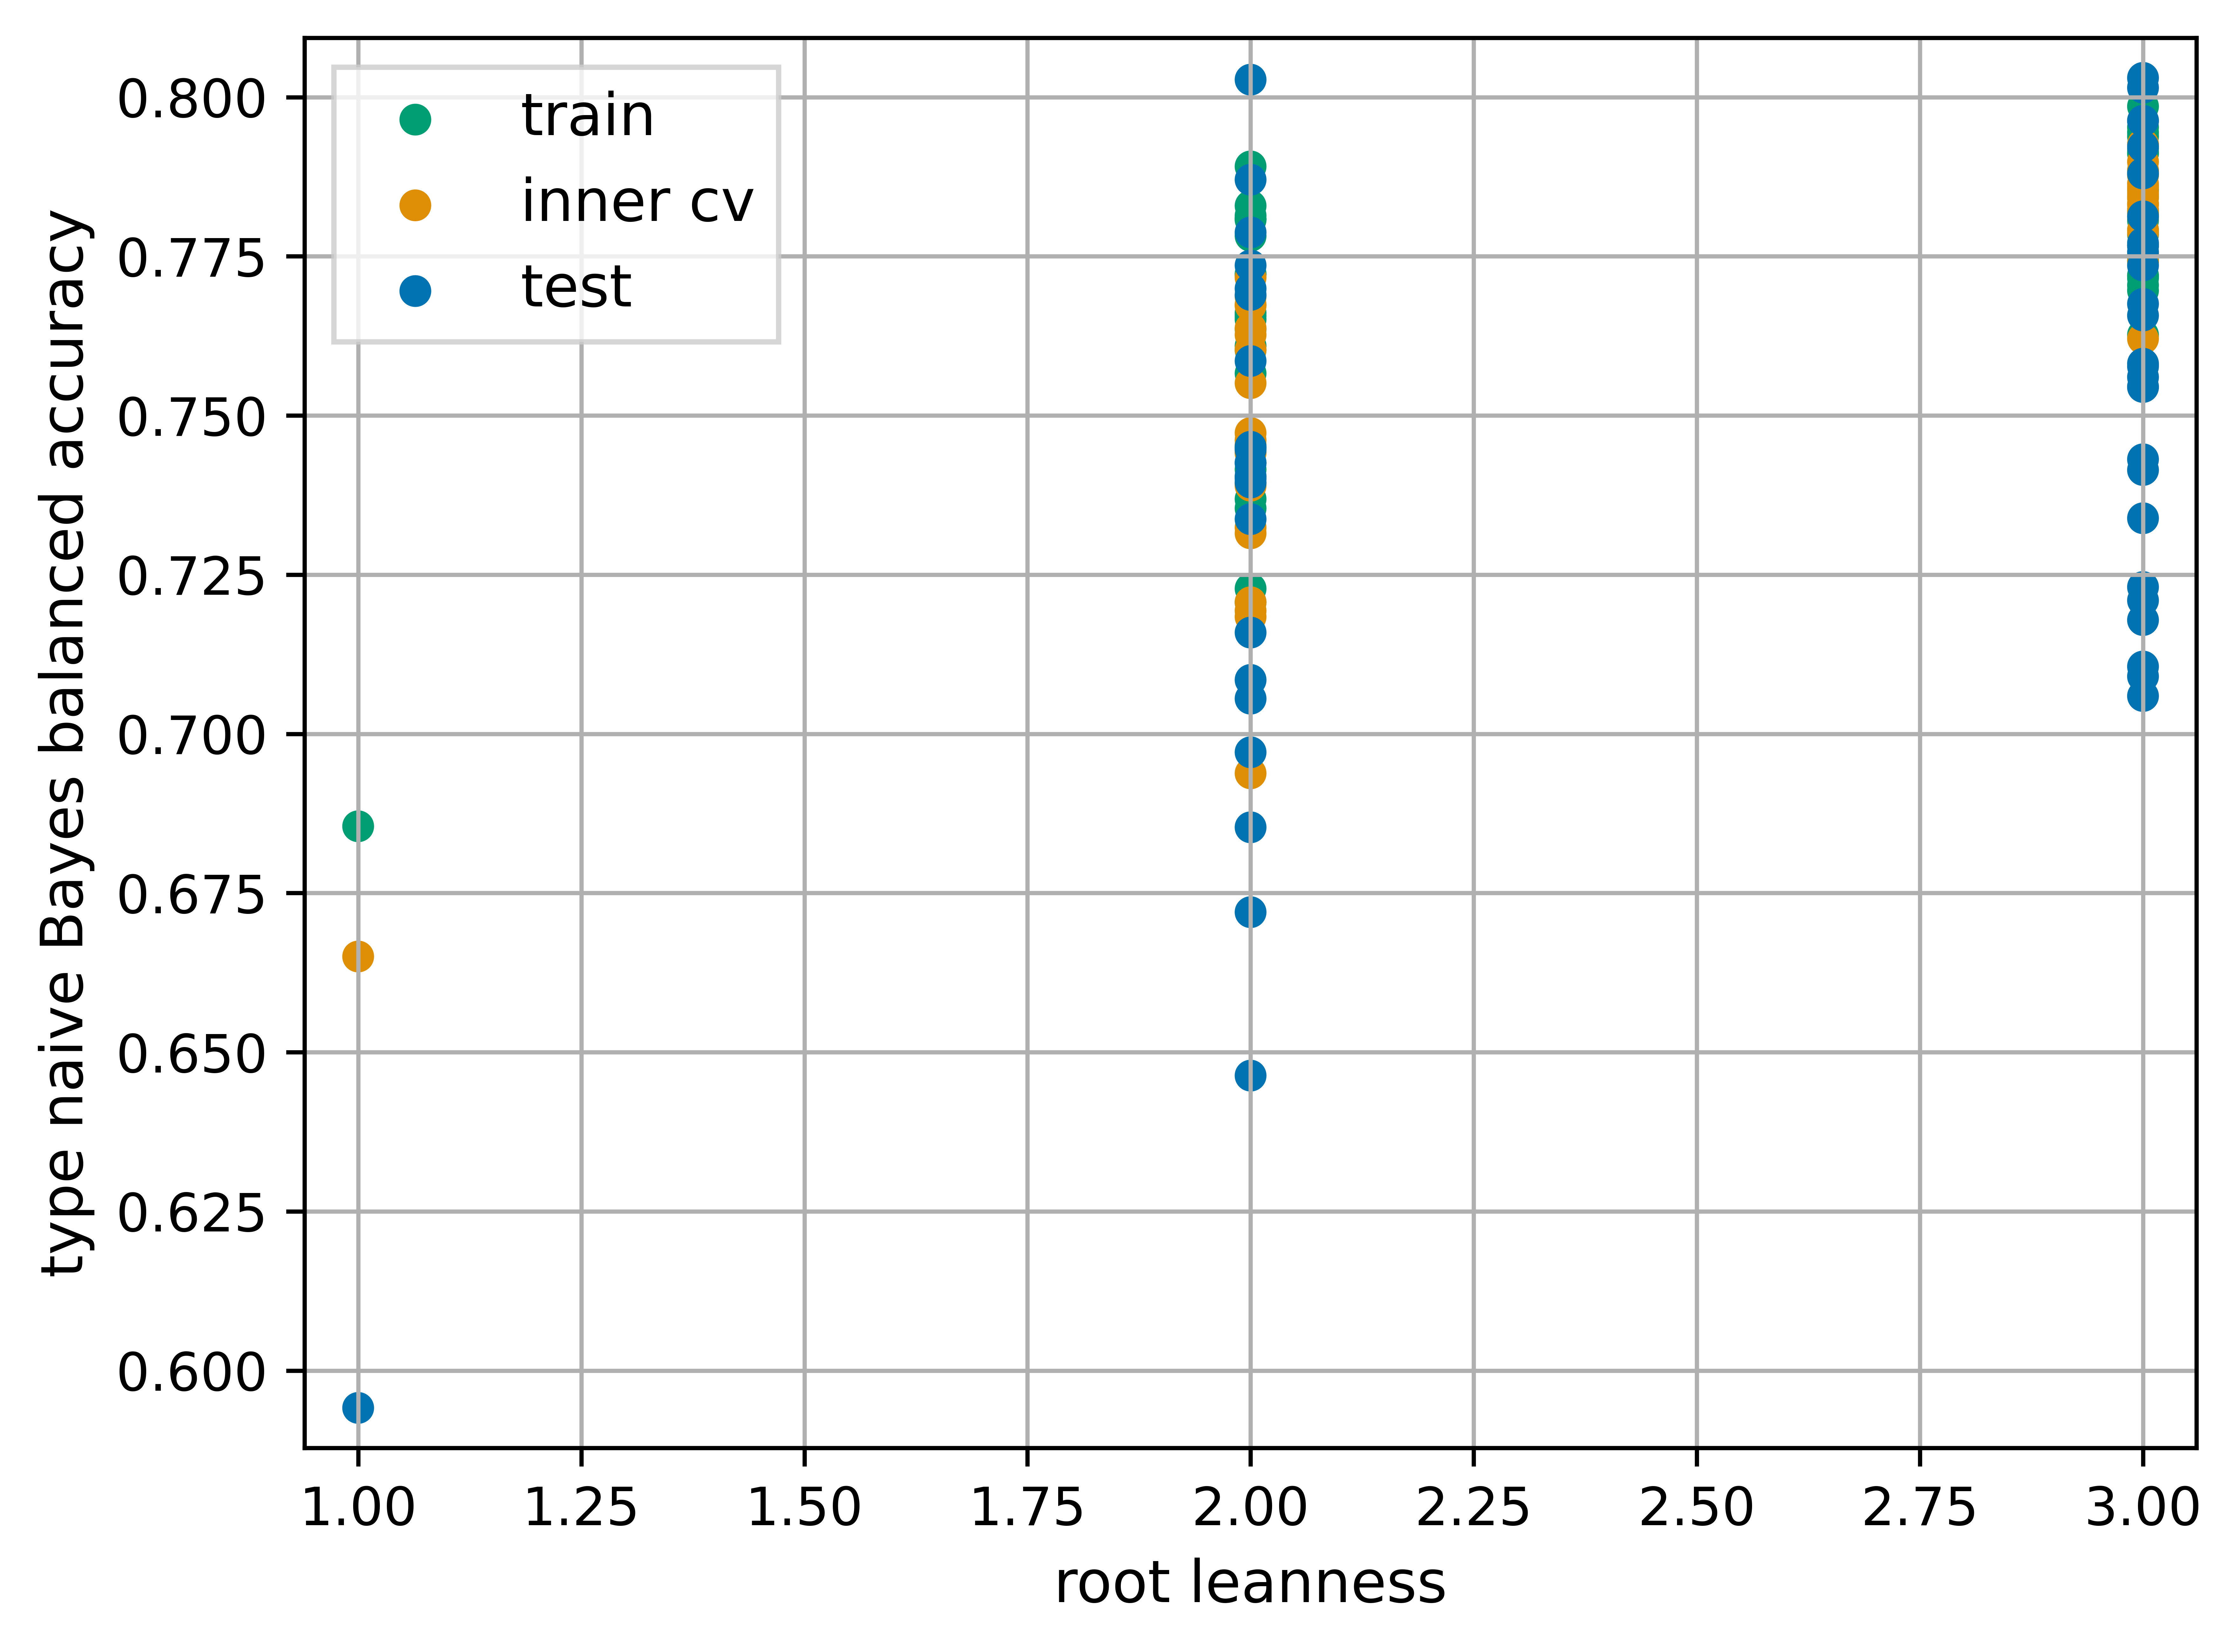 train
inner cv
test
type naive Bayes balanced accuracy
0.800
0.775
0.750
0.725
0.700
0.675
0.650
0.625
0.600
1.00 1.25 1.50 1.75 2.00 2.25 2.50 2.75 3.00
root leanness